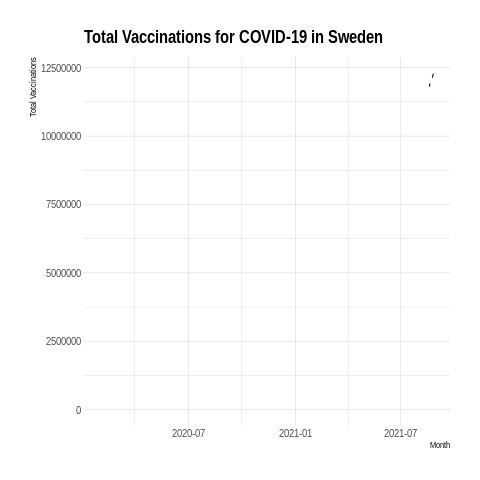 Total Vaccinations for COVID-19 in Sweden
Total Vaccinations
12500000
10000000
7500000
5000000
2500000
0
2020-07 2021-01 2021-07
Month